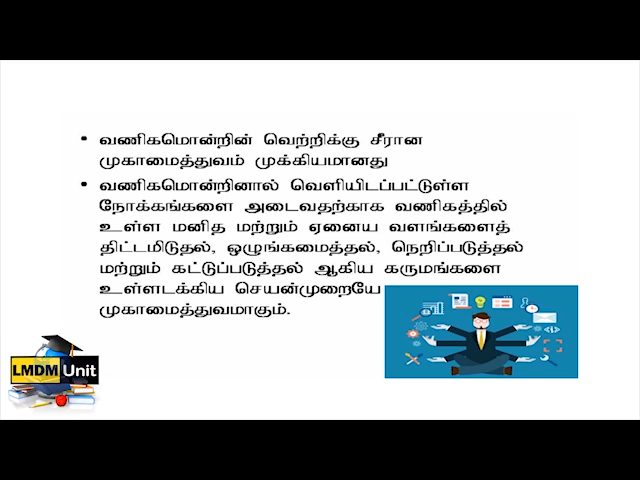 • வணிகமொன்றின் வெற்றிக்கு சீரான
முகாமைத்துவம் முக்கியமானது
• வணிகமொன்றினால் வெளியிடப்பட்டுள்ள
நோக்கங்களை அடைவதற்காக வணிகத்தில்
உள்ள மனித மற்றும் ஏனைய வளங்களைத்
திட்டமிடுதல், ஒழுங்கமைத்தல், நெறிப்படுத்தல்
மற்றும் கட்டுப்படுத்தல் ஆகிய கருமங்களை
உள்ளடக்கிய செயன்முறையே
முகாமைத்துவமாகும்.
LMDM Unit